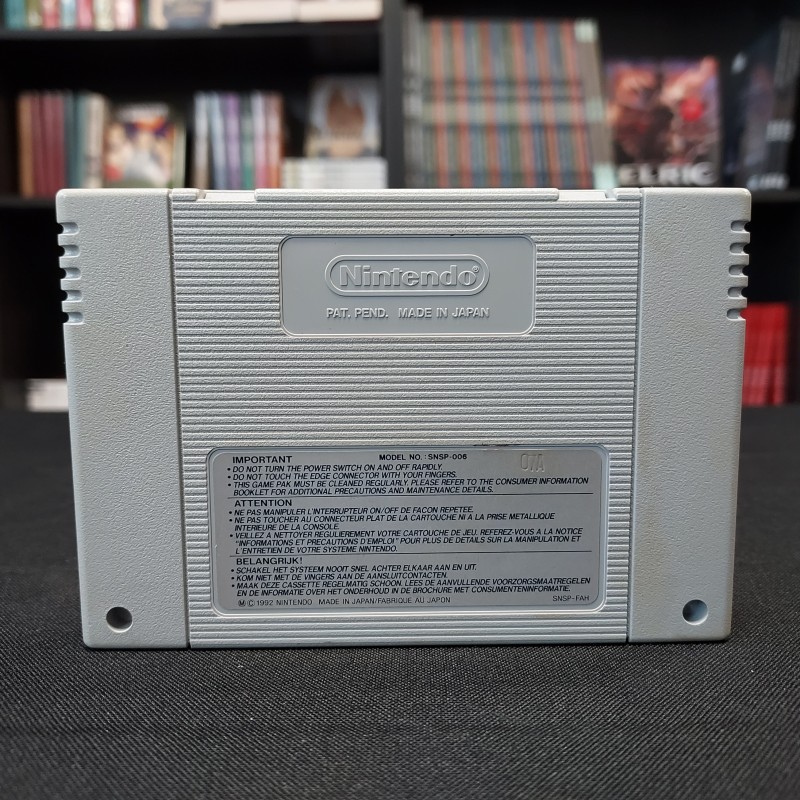 ELRIC
Nintendo®
PAT. PEND. MADE IN JAPAN
IMPORTANT MODEL NO.: SNSP-006
• DO NOT TURN THE POWER SWITCH ON AND OFF RAPIDLY.
• DO NOT TOUCH THE EDGE CONNECTOR WITH YOUR FINGERS.
• THIS GAME PAK MUST BE CLEANED REGULARLY. PLEASE REFER TO THE CONSUMER INFORMATION
BOOKLET FOR ADDITIONAL PRECAUTIONS AND MAINTENANCE DETAILS.
ATTENTION
• NE PAS MANIPULER L'INTERRUPTEUR ON/OFF DE FACON REPETEE.
• NE PAS TOUCHER AU CONNECTEUR PLAT DE LA CARTOUCHE NI A LA PRISE METALLIQUE
INTERIEURE DE LA CONSOLE.
• VEILLEZ A NETTOYER REGULIEREMENT VOTRE CARTOUCHE DE JEU. REFEREZ-VOUS A LA NOTICE
"INFORMATIONS ET PRECAUTIONS D'EMPLOI" POUR PLUS DE DETAILS SUR LA MANIPULATION ET
L'ENTRETIEN DE VOTRE SYSTEME NINTENDO.
BELANGRIJK!
• SCHAKEL HET SYSTEEM NOOIT SNEL ACHTER ELKAAR AAN EN UIT.
• KOM NIET MET DE VINGERS AAN DE AANSLUITCONTACTEN.
• MAAK DEZE CASSETTE REGELMATIG SCHOON. LEES DE AANVULLENDE VOORZORGSMAATREGELEN
EN DE INFORMATIE OVER HET ONDERHOUD IN DE BROCHURE MET CONSUMENTENINFORMATIE.
Ⓜ © 1992 NINTENDO MADE IN JAPAN/FABRIQUE AU JAPON SNSP-FAH